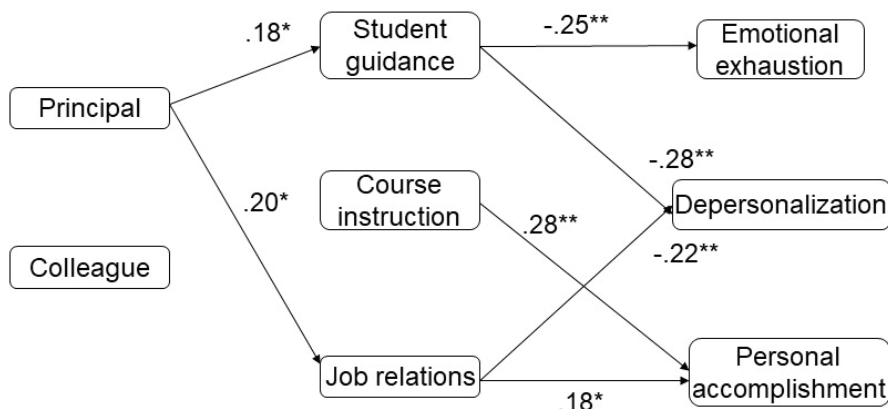 .18*
Student
guidance
-.25**
Emotional
exhaustion
Principal
.20*
Course
instruction
-.28**
Depersonalization
.28**
-.22**
Colleague
Job relations
.18*
Personal
accomplishment